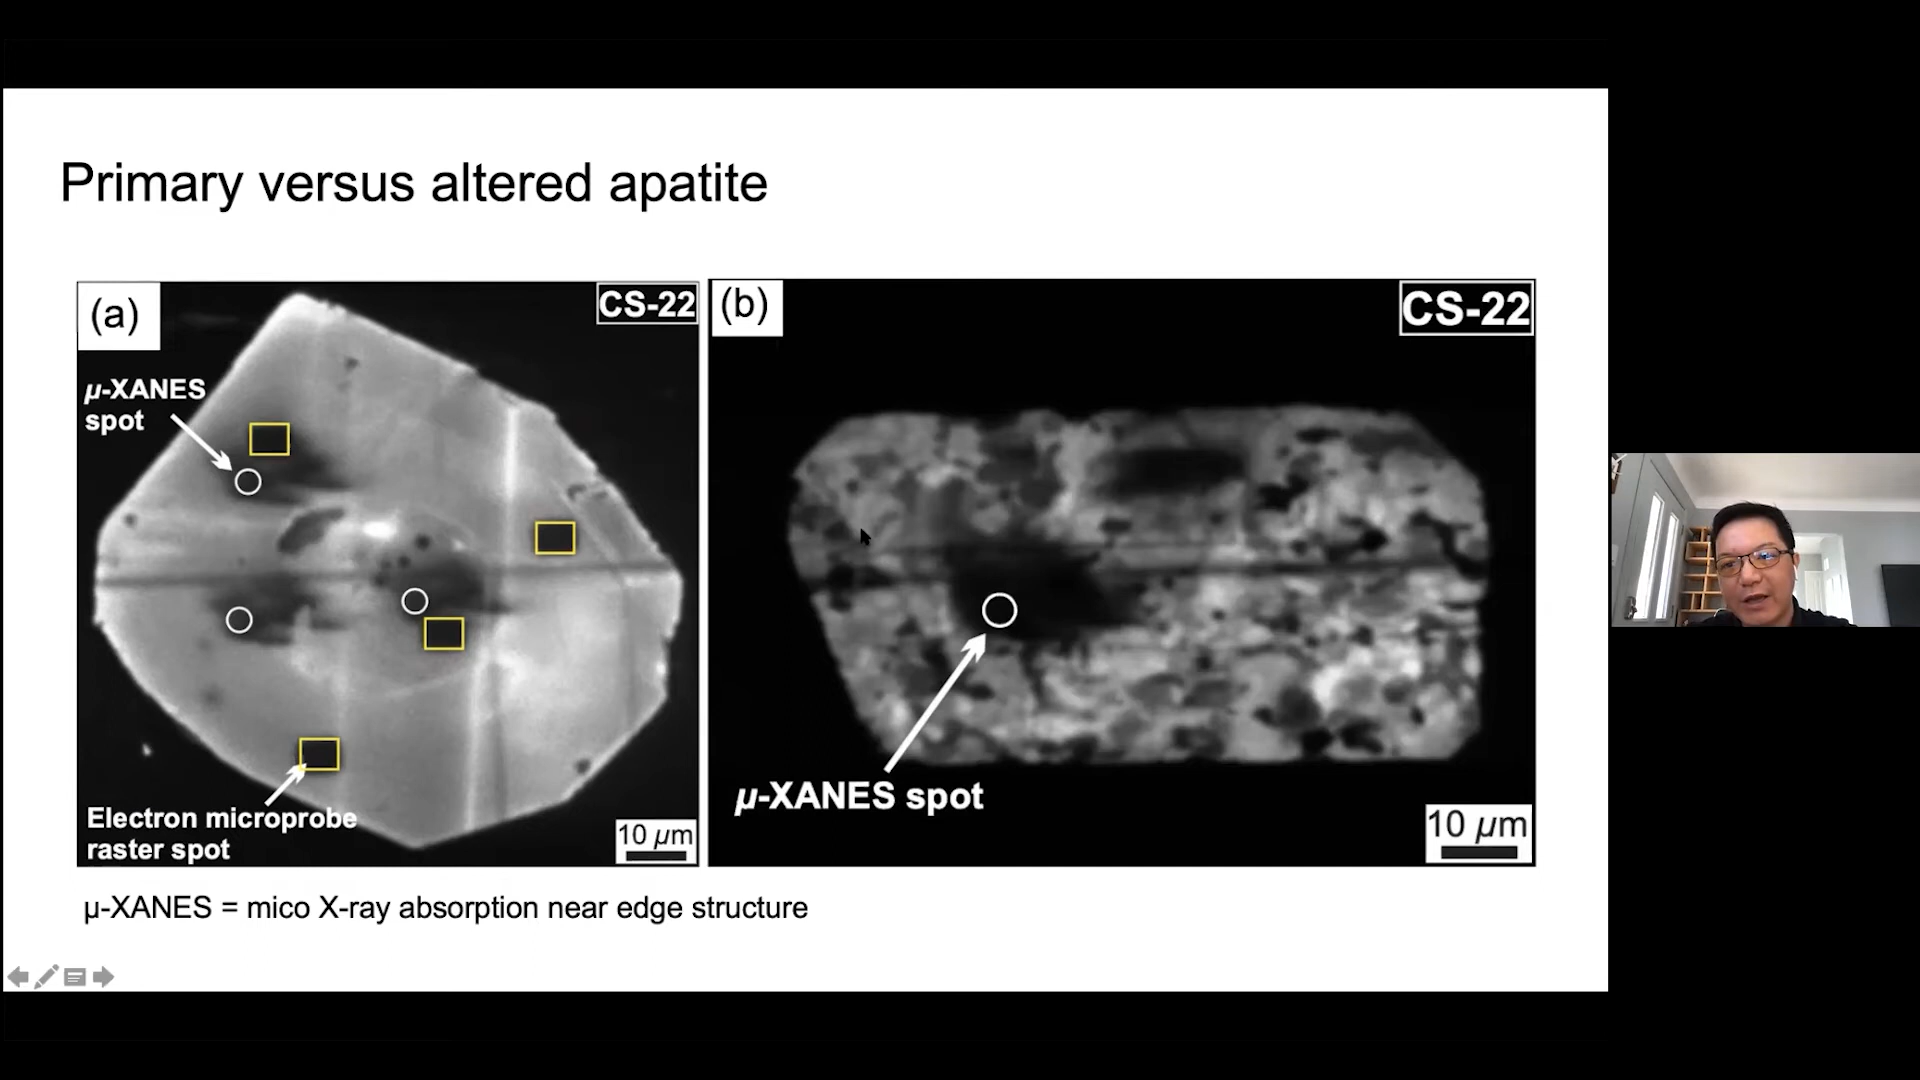 Primary versus altered apatite
(a)
CS-22
μ-XANES
spot
Electron microprobe
raster spot
10 μm
(b)
CS-22
μ-XANES spot
10 μm
μ-XANES = mico X-ray absorption near edge structure